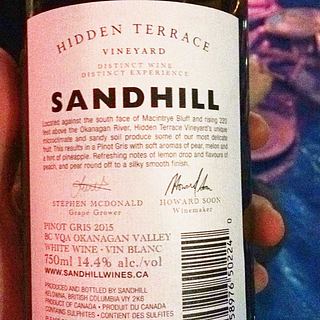 HIDDEN TERRACE
VINEYARD
DISTINCT WINE
DISTINCT EXPERIENCE
SANDHILL
Located against the south face of Macintrye Bluff and rising 220
feet above the Okanagan River, Hidden Terrace Vineyard's unique
microclimate and sandy soil produce some of our most delicate
fruit. This results in a Pinot Gris with soft aromas of pear, melon and
a hint of pineapple. Refreshing notes of lemon drop and flavours of
peach, and pear round off to a silky smooth finish.
STEPHEN MCDONALD
Grape Grower
HOWARD SOON
Winemaker
PINOT GRIS 2015
BC VQA OKANAGAN VALLEY
WHITE WINE · VIN BLANC
750ml 14.4% alc./vol
WWW.SANDHILLWINES.CA
PRODUCED AND BOTTLED BY SANDHILL
KELOWNA, BRITISH COLUMBIA V1Y 2K6
PRODUCT OF CANADA · PRODUIT DU CANADA
CONTAINS SULPHITES · CONTIENT DES SULFITES
58976 50224 0